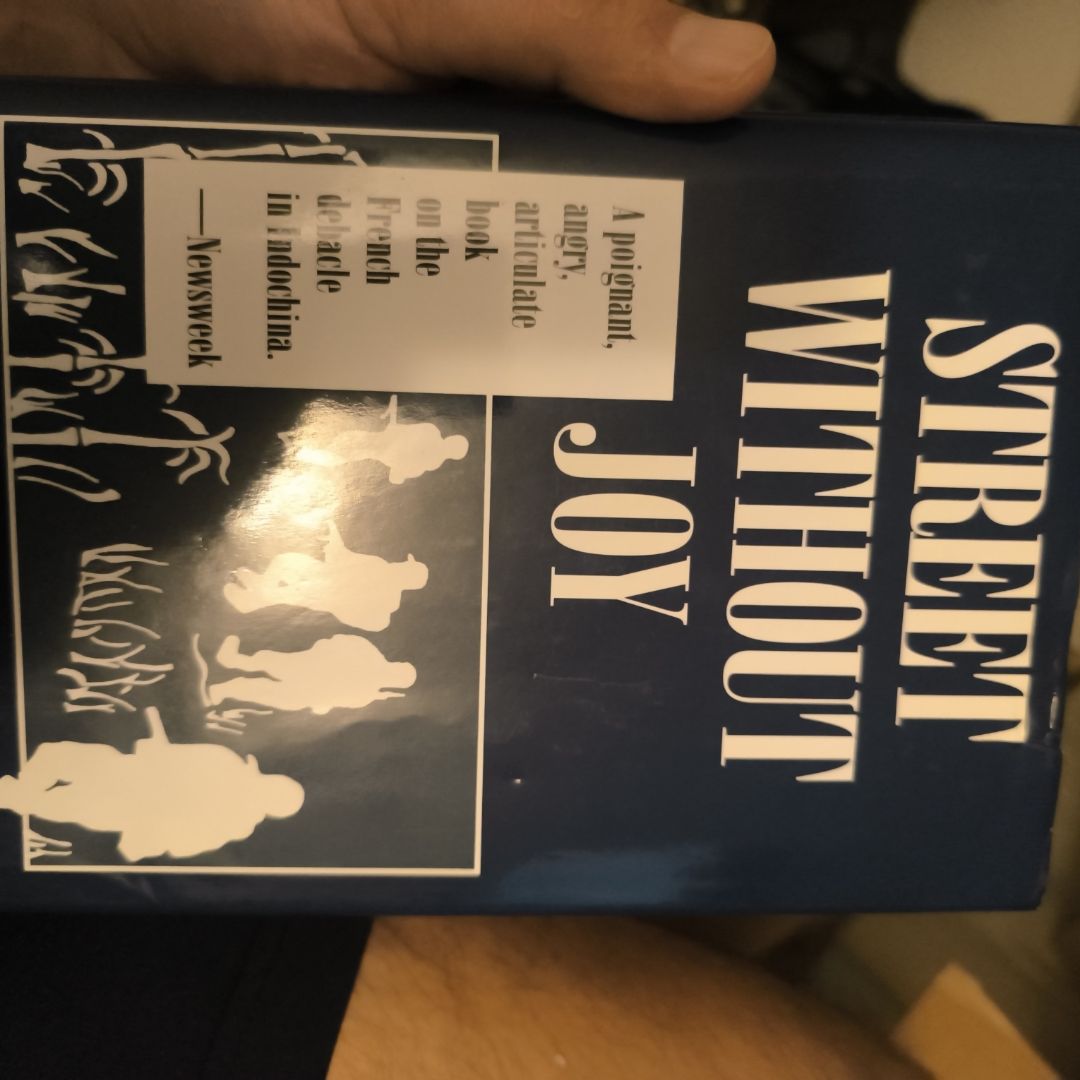 STREET
WITHOUT
JOY
A poignant,
angry,
articulate
book
on the
French
debacle
in Indochina.
—Newsweek